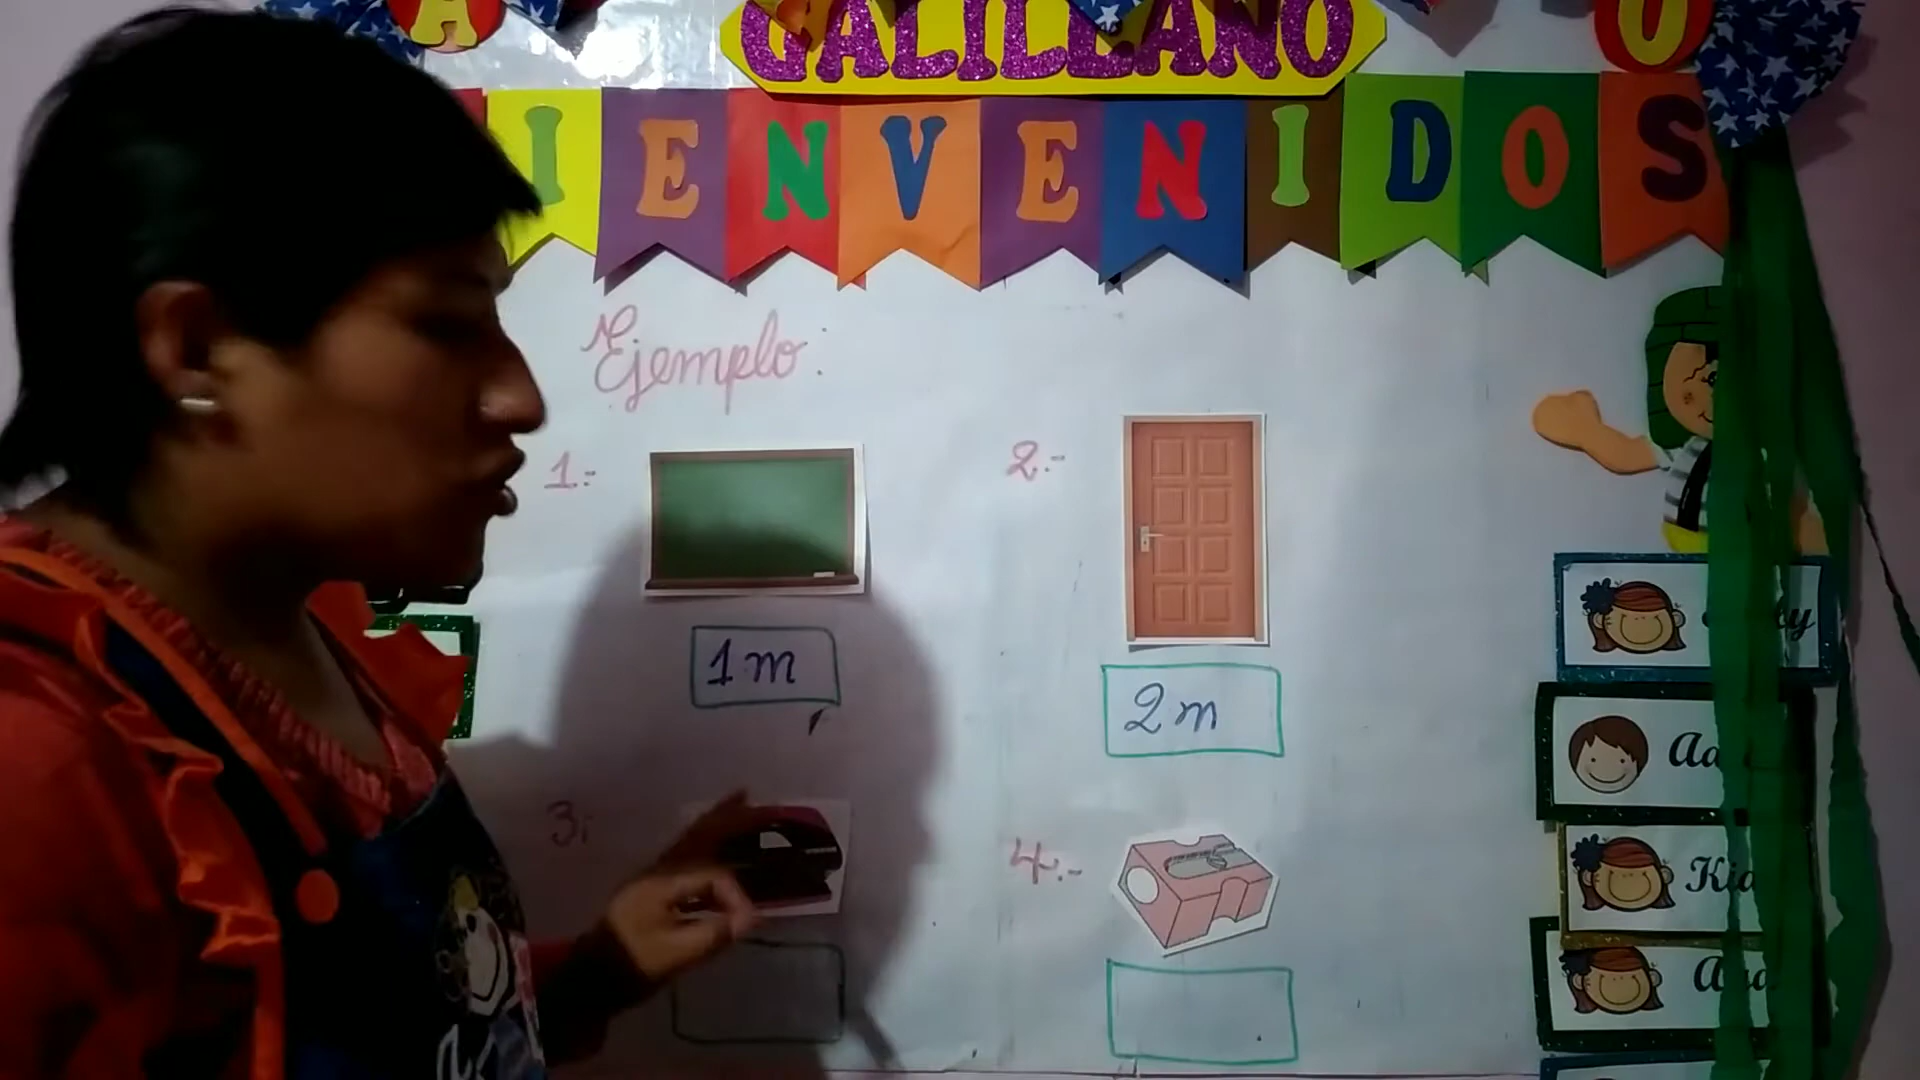 A
O
GALILEANO
IENVENIDOS
Ejemplo:
1.-
2.-
1m
2m
3.
4.-